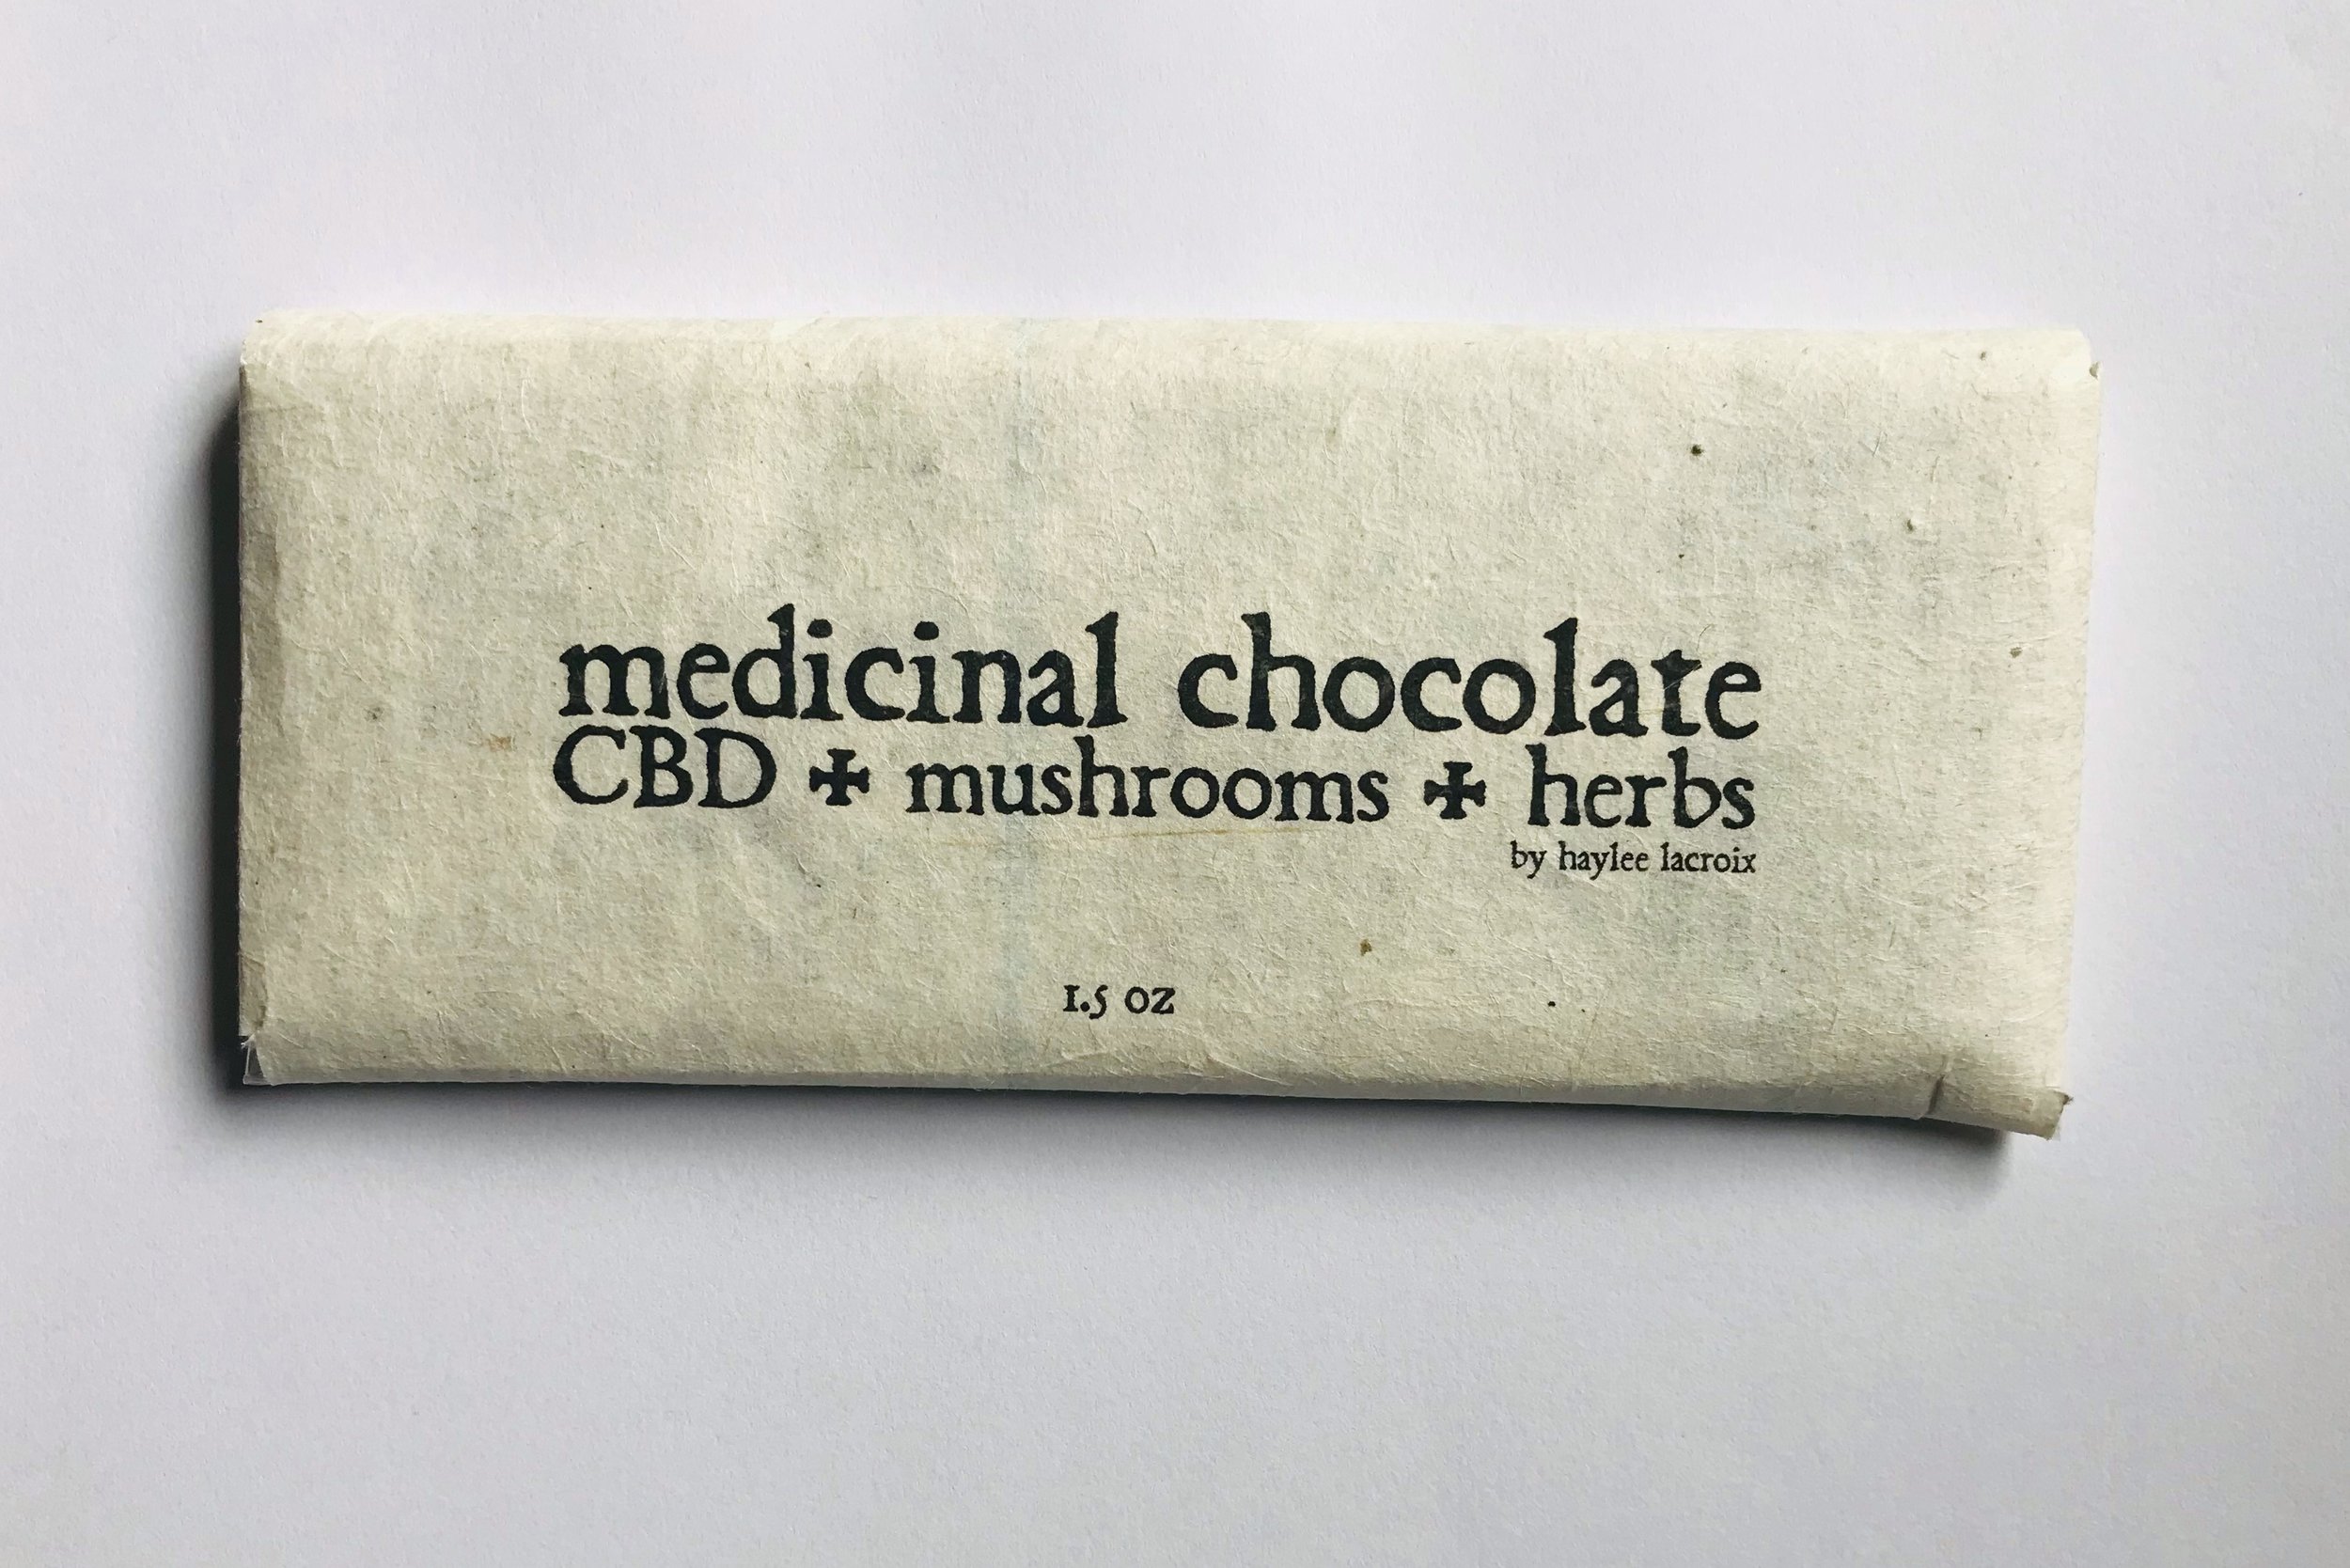 medicinal chocolate
CBD + mushrooms + herbs
by haylee lacroix
1.5 oz